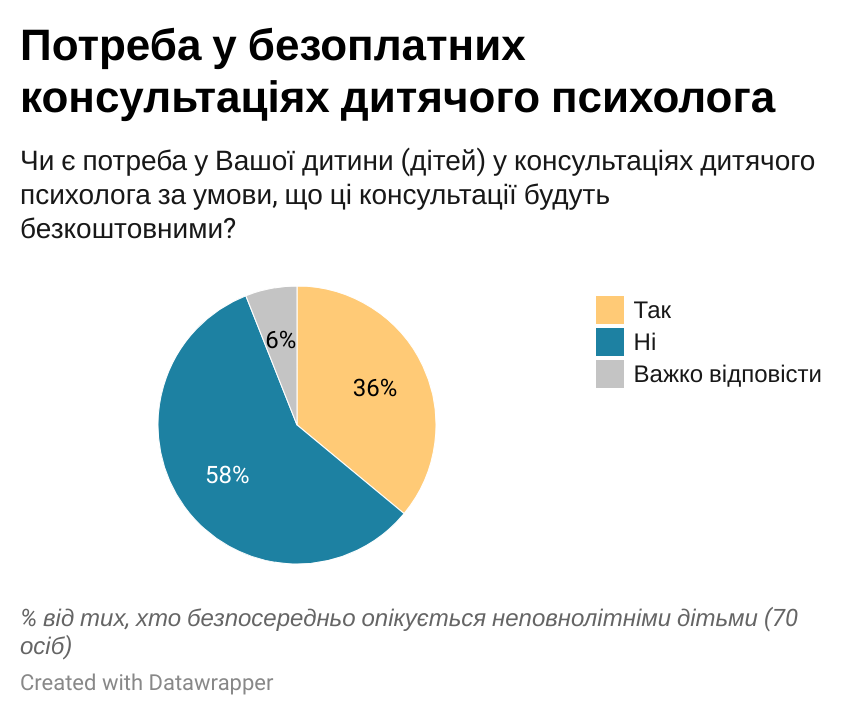 Потреба у безоплатних
консультаціях дитячого психолога
Чи є потреба у Вашої дитини (дітей) у консультаціях дитячого
психолога за умови, що ці консультації будуть
безкоштовними?
Так
Ні
Важко відповісти
6%
36%
58%
% від тих, хто безпосередньо опікується неповнолітніми дітьми (70
осіб)
Created with Datawrapper